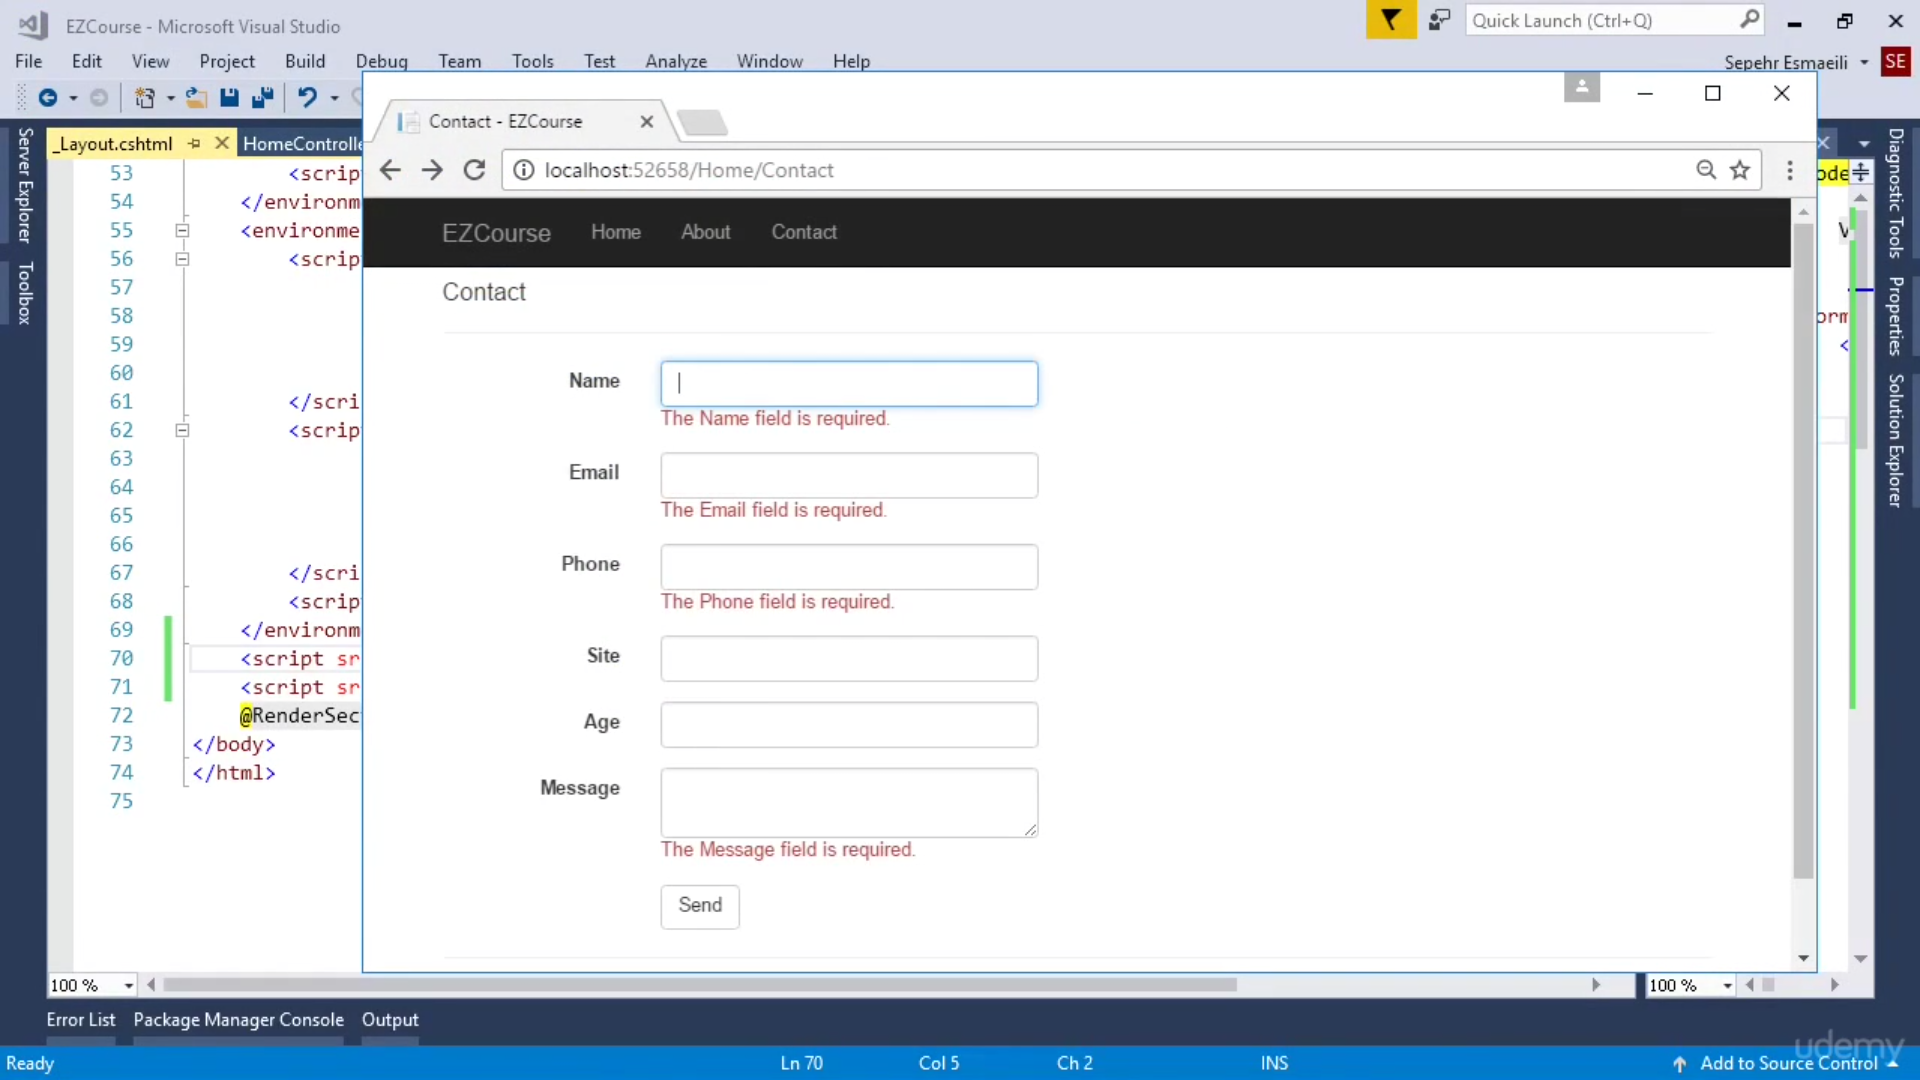 EZCourse - Microsoft Visual Studio
Quick Launch (Ctrl+Q)
File Edit View Project Build Debug Team Tools Test Analyze Window Help
Sepehr Esmaeili SE
_Layout.cshtml
HomeControlle
Contact - EZCourse
localhost:52658/Home/Contact
Server Explorer
Toolbox
Diagnostic Tools
Properties
Solution Explorer
EZCourse Home About Contact
Contact
Name
The Name field is required.
Email
The Email field is required.
Phone
The Phone field is required.
Site
Age
Message
The Message field is required.
Send
53 <scrip
54 </environm
55 <environme
56 <scrip
57
58
59
60
61 </scri
62 <scrip
63
64
65
66
67 </scri
68 <scrip
69 </environm
70 <script sr
71 <script sr
72 @RenderSec
73 </body>
74 </html>
75
ode
orm
<
100 %
100 %
Error List Package Manager Console Output
Ready Ln 70 Col 5 Ch 2 INS Add to Source Control
udemy